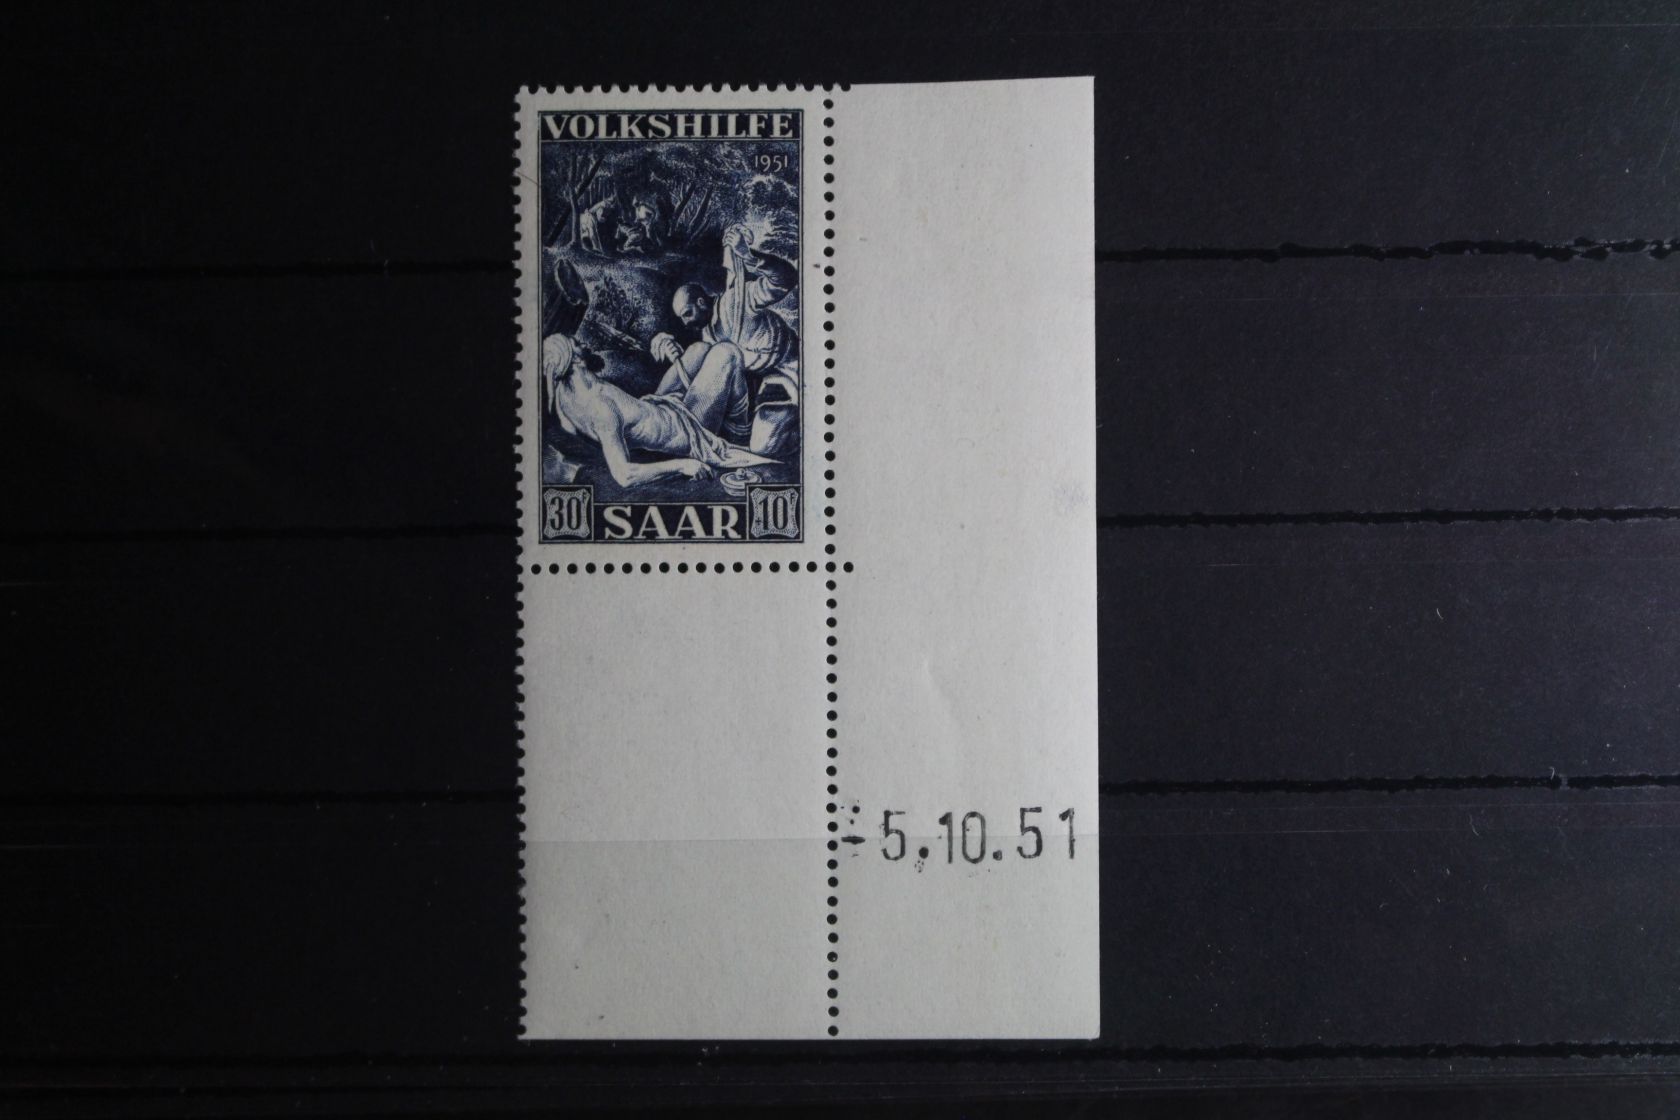 VOLKSHILFE
1951
30F SAAR +10F
-5.10.51